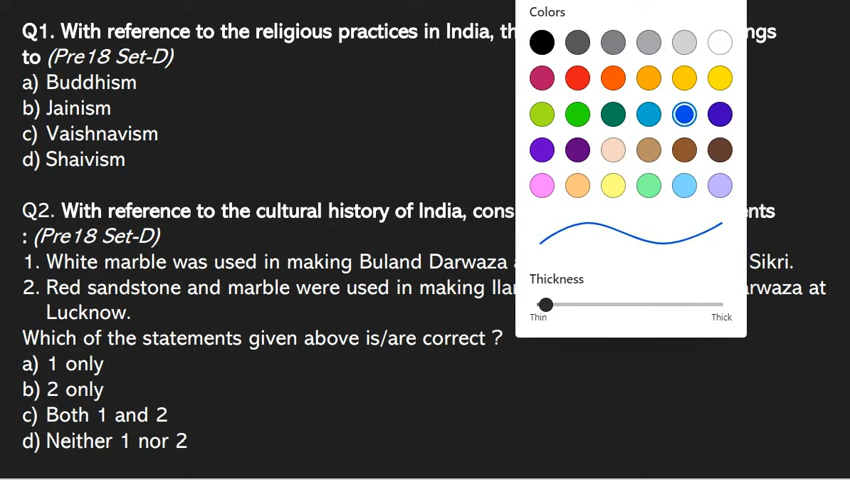 Q1. With reference to the religious practices in India, th
Colors
ngs
to (Pre18 Set-D)
a) Buddhism
b) Jainism
c) Vaishnavism
d) Shaivism
Q2. With reference to the cultural history of India, cons
ents
: (Pre18 Set-D)
1. White marble was used in making Buland Darwaza
Sikri.
Thickness
2. Red sandstone and marble were used in making
arwaza at
Thin
Thick
Lucknow.
Which of the statements given above is/are correct ?
a) 1 only
b) 2 only
c) Both 1 and 2
d) Neither 1 nor 2